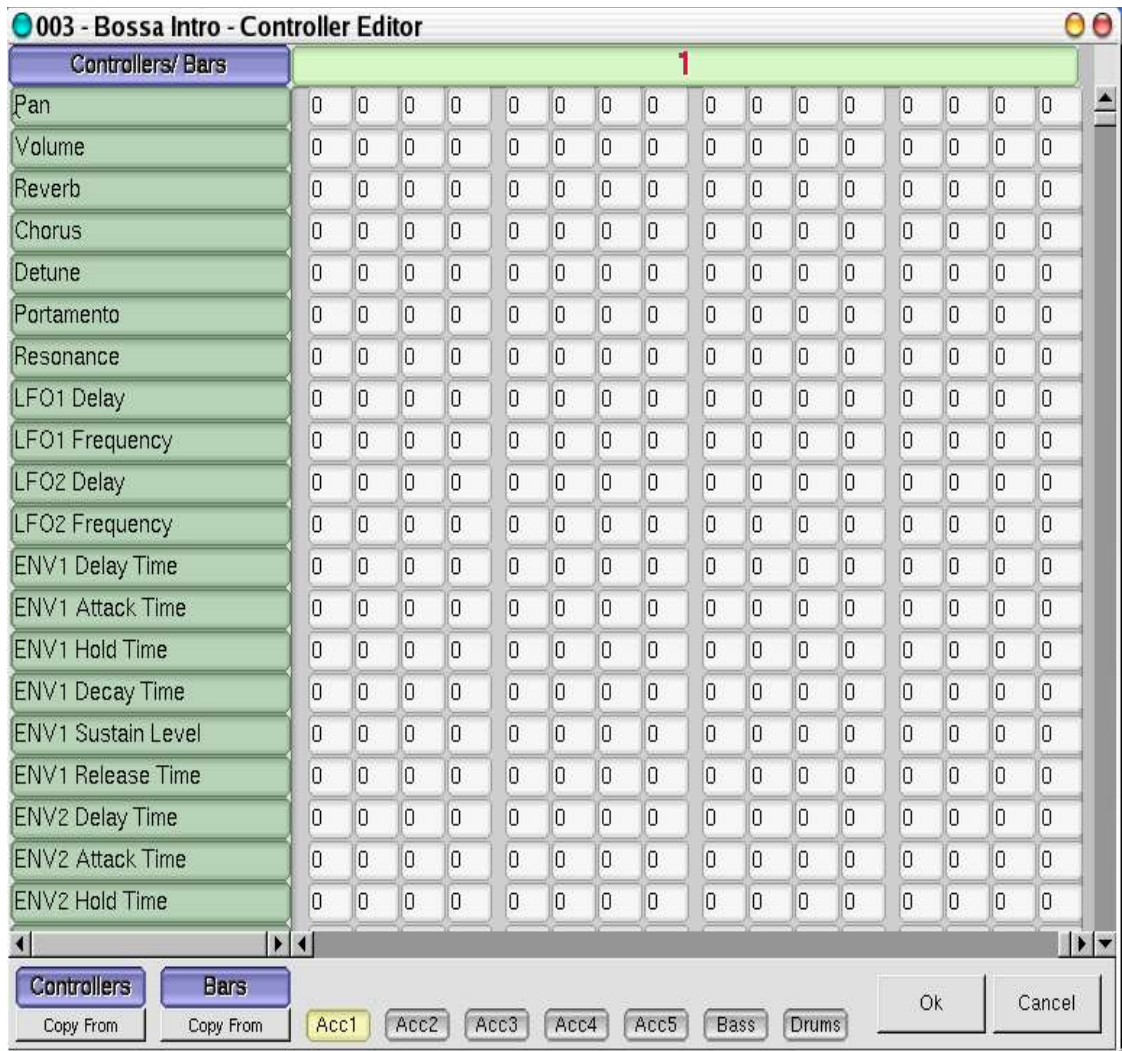 003 - Bossa Intro - Controller Editor
Controllers/ Bars 1
Pan 0 0 0 0 0 0 0 0 0 0 0 0 0 0 0 0
Volume 0 0 0 0 0 0 0 0 0 0 0 0 0 0 0 0
Reverb 0 0 0 0 0 0 0 0 0 0 0 0 0 0 0 0
Chorus 0 0 0 0 0 0 0 0 0 0 0 0 0 0 0 0
Detune 0 0 0 0 0 0 0 0 0 0 0 0 0 0 0 0
Portamento 0 0 0 0 0 0 0 0 0 0 0 0 0 0 0 0
Resonance 0 0 0 0 0 0 0 0 0 0 0 0 0 0 0 0
LFO1 Delay 0 0 0 0 0 0 0 0 0 0 0 0 0 0 0 0
LFO1 Frequency 0 0 0 0 0 0 0 0 0 0 0 0 0 0 0 0
LFO2 Delay 0 0 0 0 0 0 0 0 0 0 0 0 0 0 0 0
LFO2 Frequency 0 0 0 0 0 0 0 0 0 0 0 0 0 0 0 0
ENV1 Delay Time 0 0 0 0 0 0 0 0 0 0 0 0 0 0 0 0
ENV1 Attack Time 0 0 0 0 0 0 0 0 0 0 0 0 0 0 0 0
ENV1 Hold Time 0 0 0 0 0 0 0 0 0 0 0 0 0 0 0 0
ENV1 Decay Time 0 0 0 0 0 0 0 0 0 0 0 0 0 0 0 0
ENV1 Sustain Level 0 0 0 0 0 0 0 0 0 0 0 0 0 0 0 0
ENV1 Release Time 0 0 0 0 0 0 0 0 0 0 0 0 0 0 0 0
ENV2 Delay Time 0 0 0 0 0 0 0 0 0 0 0 0 0 0 0 0
ENV2 Attack Time 0 0 0 0 0 0 0 0 0 0 0 0 0 0 0 0
ENV2 Hold Time 0 0 0 0 0 0 0 0 0 0 0 0 0 0 0 0
Controllers Bars
Copy From Copy From Acc1 Acc2 Acc3 Acc4 Acc5 Bass Drums Ok Cancel